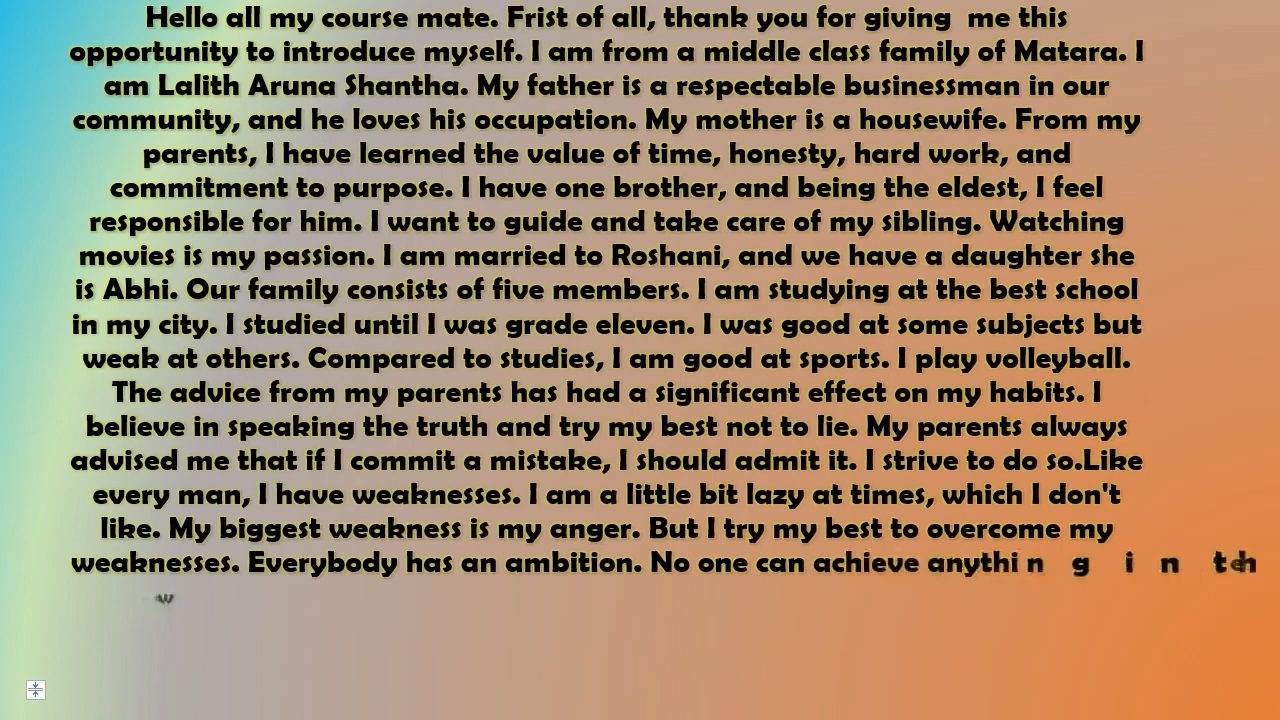 Hello all my course mate. Frist of all, thank you for giving  me this
opportunity to introduce myself. I am from a middle class family of Matara. I
am Lalith Aruna Shantha. My father is a respectable businessman in our
community, and he loves his occupation. My mother is a housewife. From my
parents, I have learned the value of time, honesty, hard work, and
commitment to purpose. I have one brother, and being the eldest, I feel
responsible for him. I want to guide and take care of my sibling. Watching
movies is my passion. I am married to Roshani, and we have a daughter she
is Abhi. Our family consists of five members. I am studying at the best school
in my city. I studied until I was grade eleven. I was good at some subjects but
weak at others. Compared to studies, I am good at sports. I play volleyball.
The advice from my parents has had a significant effect on my habits. I
believe in speaking the truth and try my best not to lie. My parents always
advised me that if I commit a mistake, I should admit it. I strive to do so.Like
every man, I have weaknesses. I am a little bit lazy at times, which I don't
like. My biggest weakness is my anger. But I try my best to overcome my
weaknesses. Everybody has an ambition. No one can achieve anything in